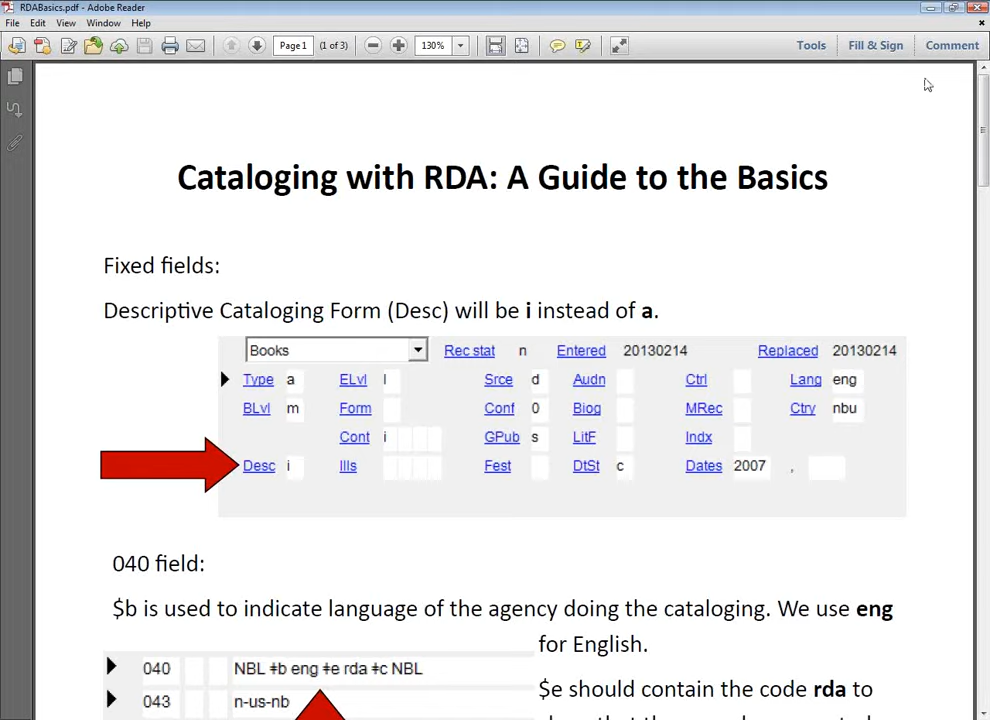 RDABasics.pdf - Adobe Reader
File Edit View Window Help
Page 1 (1 of 3) 130% Tools Fill & Sign Comment
Cataloging with RDA: A Guide to the Basics
Fixed fields:
Descriptive Cataloging Form (Desc) will be i instead of a.
Books Rec stat n Entered 20130214 Replaced 20130214
Type a ELvl I Srce d Audn Ctrl Lang eng
BLvl m Form Conf 0 Biog MRec Ctry nbu
Cont i GPub s LitF Indx
Desc i Ills Fest DtSt c Dates 2007 ,
040 field:
$b is used to indicate language of the agency doing the cataloging. We use eng
for English.
040 NBL ǂb eng ǂe rda ǂc NBL
043 n-us-nb
$e should contain the code rda to